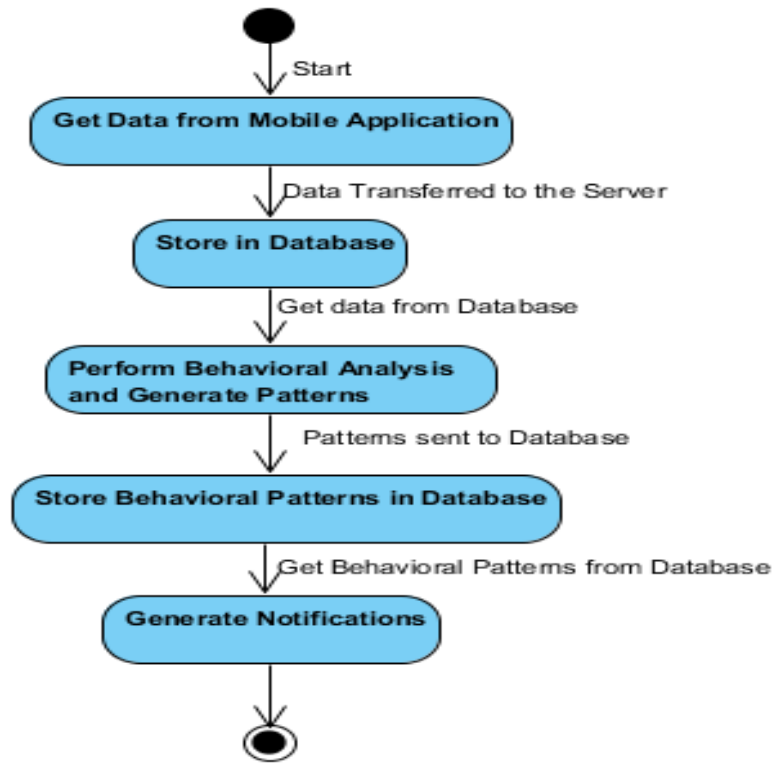 Start
Get Data from Mobile Application
Data Transferred to the Server
Store in Database
Get data from Database
Perform Behavioral Analysis
and Generate Patterns
Patterns sent to Database
Store Behavioral Patterns in Database
Get Behavioral Patterns from Database
Generate Notifications